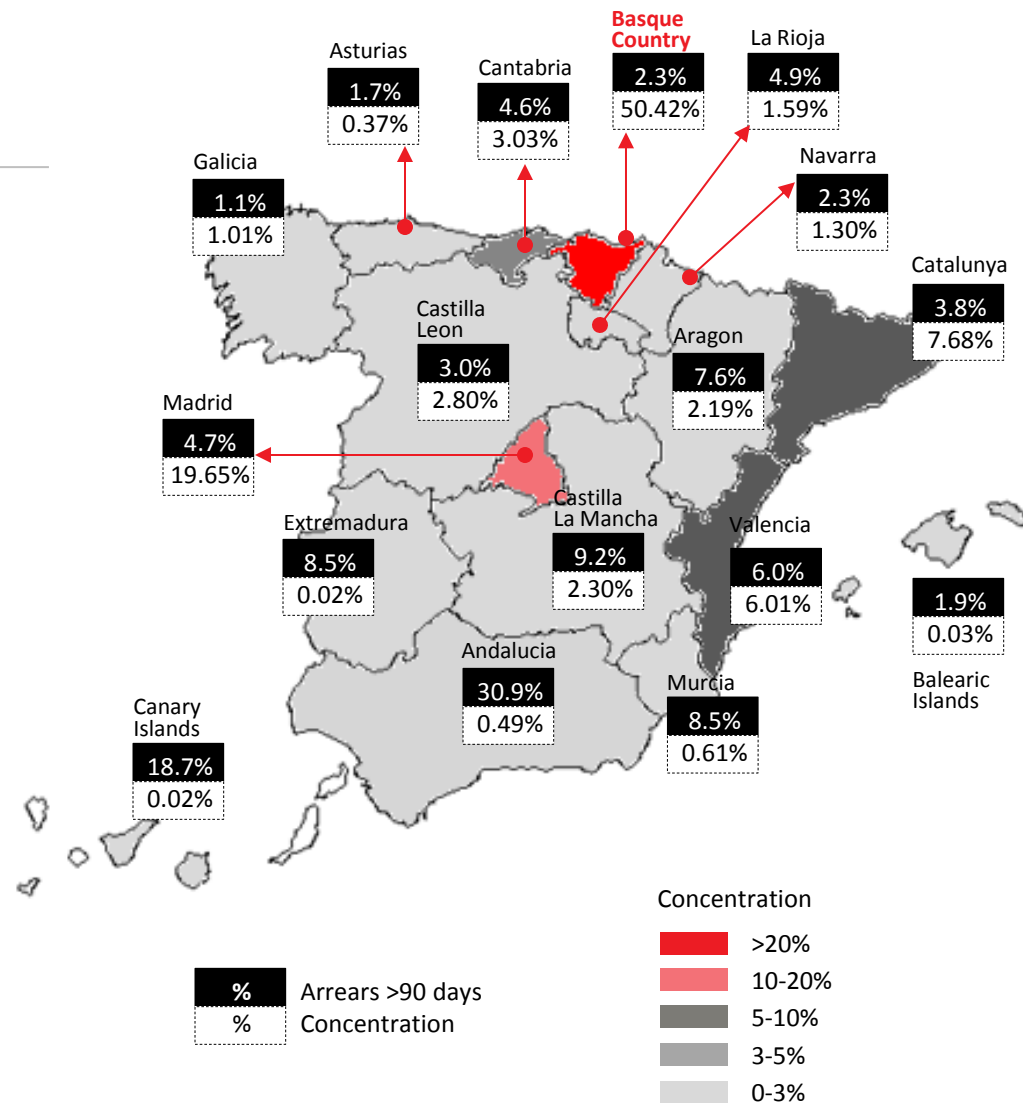 Basque
Country
2.3%
50.42%
La Rioja
4.9%
1.59%
Asturias
1.7%
0.37%
Cantabria
4.6%
3.03%
Navarra
2.3%
1.30%
Galicia
1.1%
1.01%
Catalunya
3.8%
7.68%
Castilla
Leon
3.0%
2.80%
Aragon
7.6%
2.19%
Madrid
4.7%
19.65%
Extremadura
8.5%
0.02%
Castilla
La Mancha
9.2%
2.30%
Valencia
6.0%
6.01%
1.9%
0.03%
Balearic
Islands
Andalucia
30.9%
0.49%
Murcia
8.5%
0.61%
Canary
Islands
18.7%
0.02%
Concentration
>20%
10-20%
5-10%
3-5%
0-3%
% Arrears >90 days
% Concentration